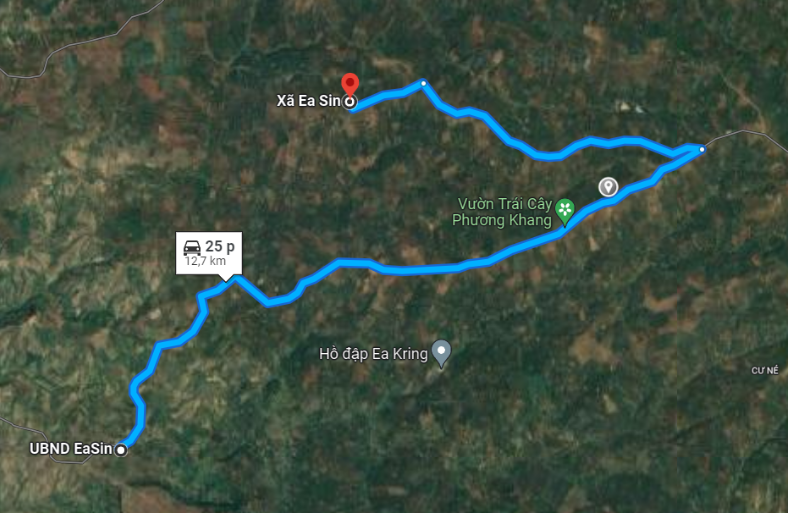 Xã Ea Sin
Vườn Trái Cây
Phương Khang
25 p
12,7 km
Hồ đập Ea Kring
CƯ NÉ
UBND EaSin